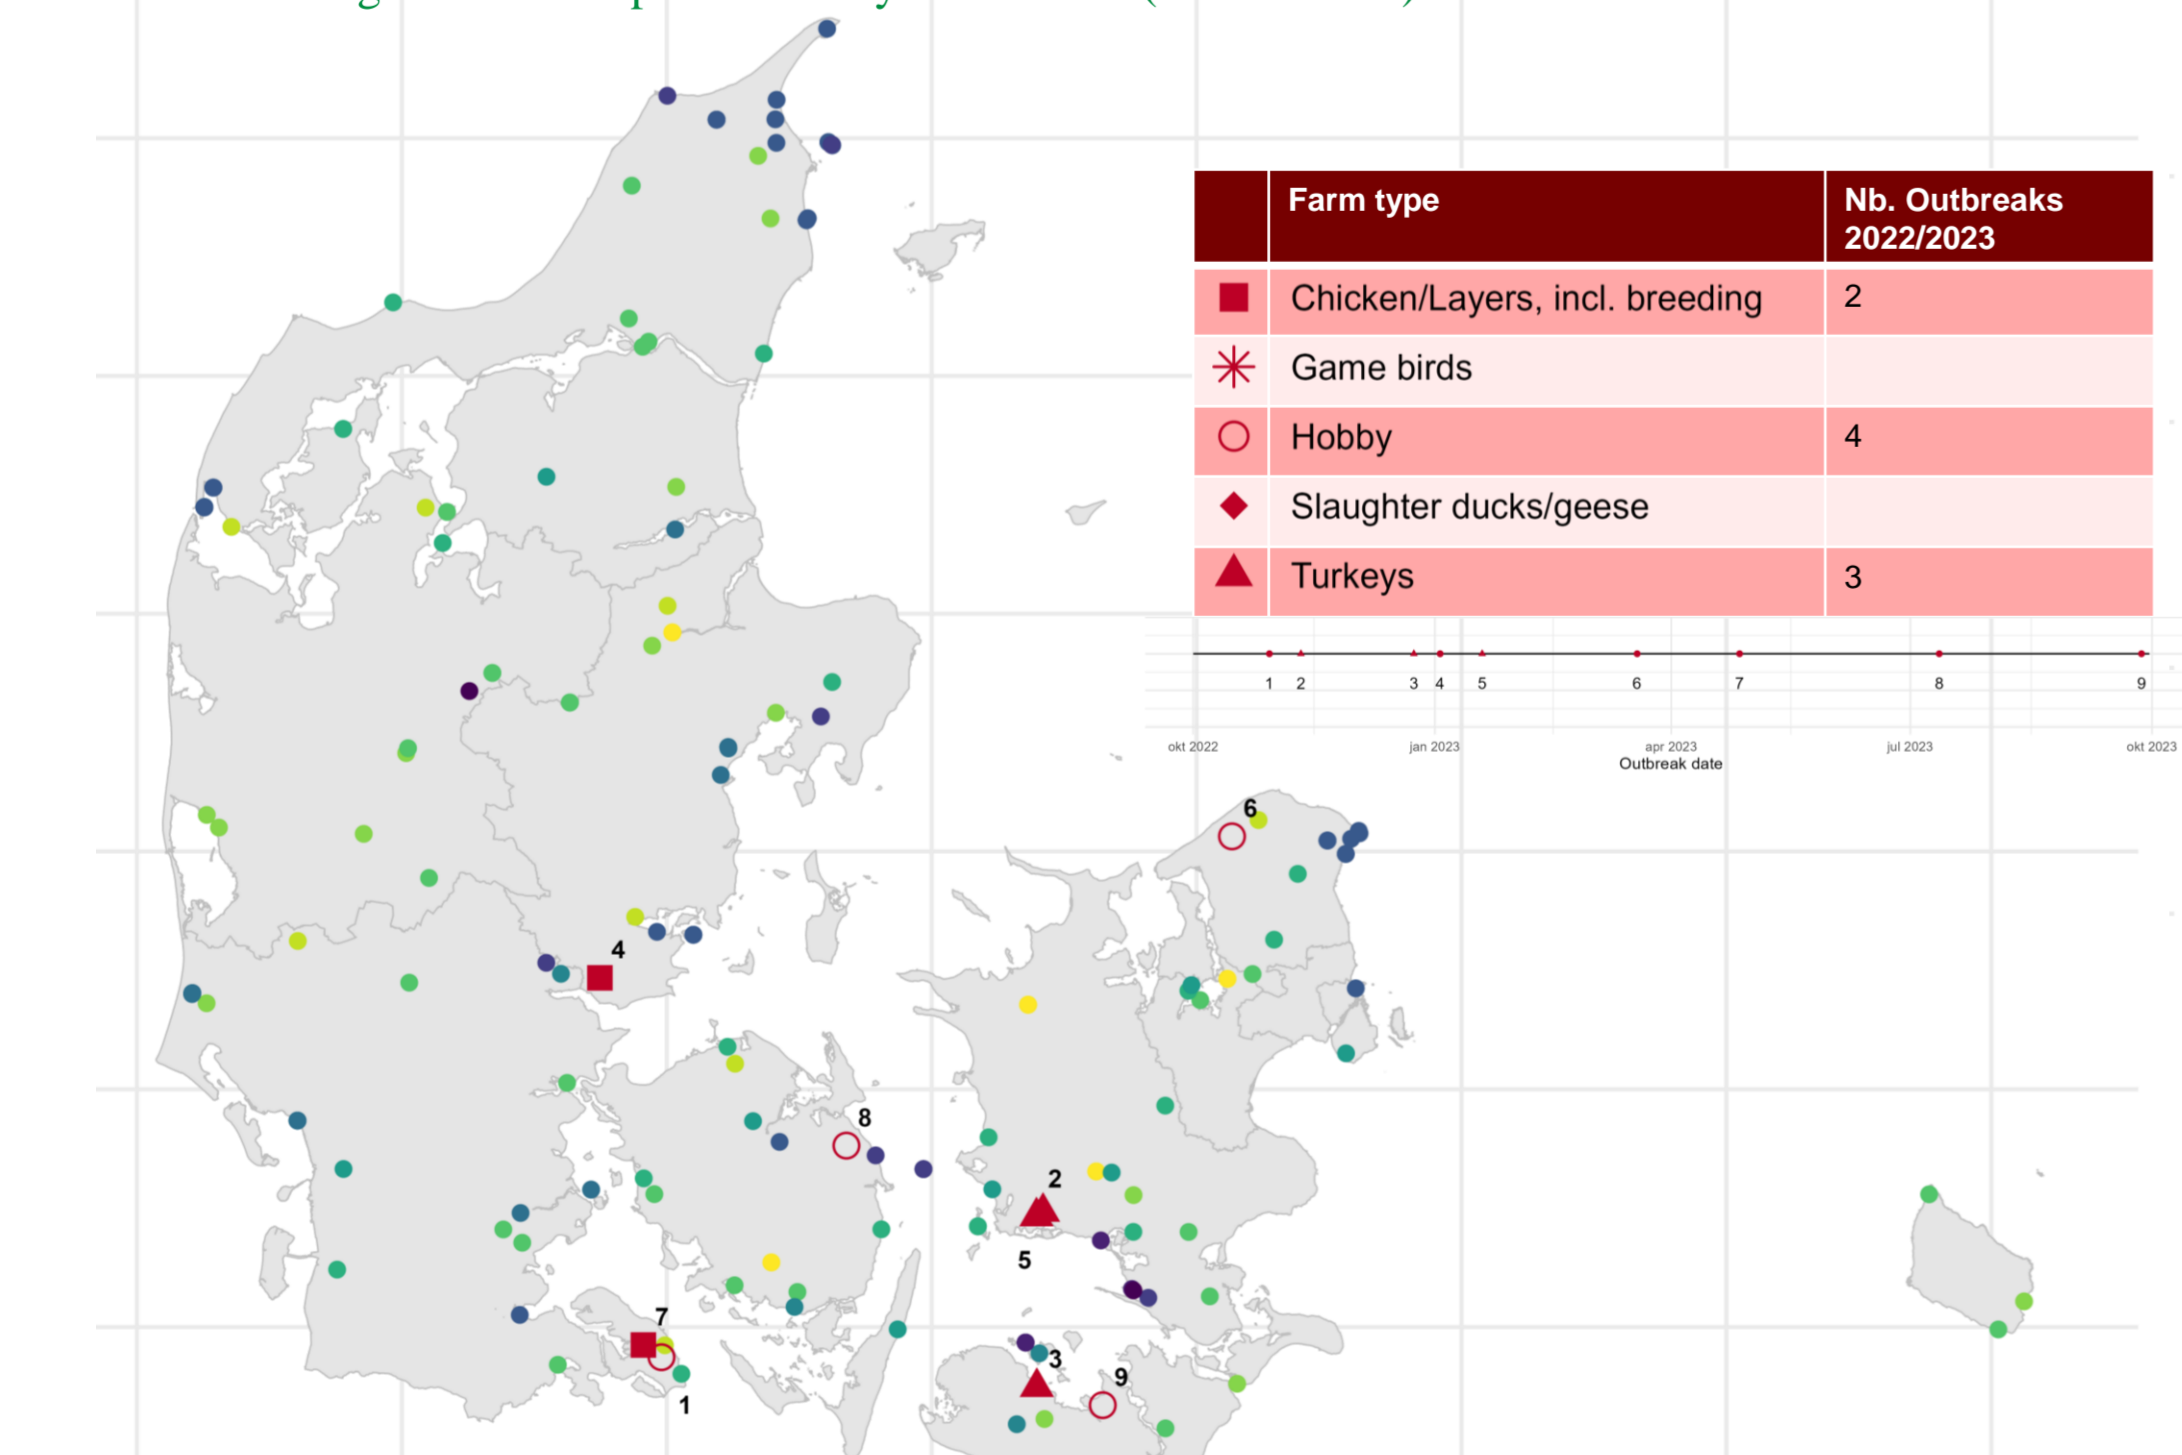 Farm type
Nb. Outbreaks
2022/2023
Chicken/Layers, incl. breeding
2
Game birds
Hobby
4
Slaughter ducks/geese
Turkeys
3
1 2 3 4 5 6 7 8 9
okt 2022 jan 2023 apr 2023 jul 2023 okt 2023
Outbreak date
6
4
8
2
5
7
3
9
1